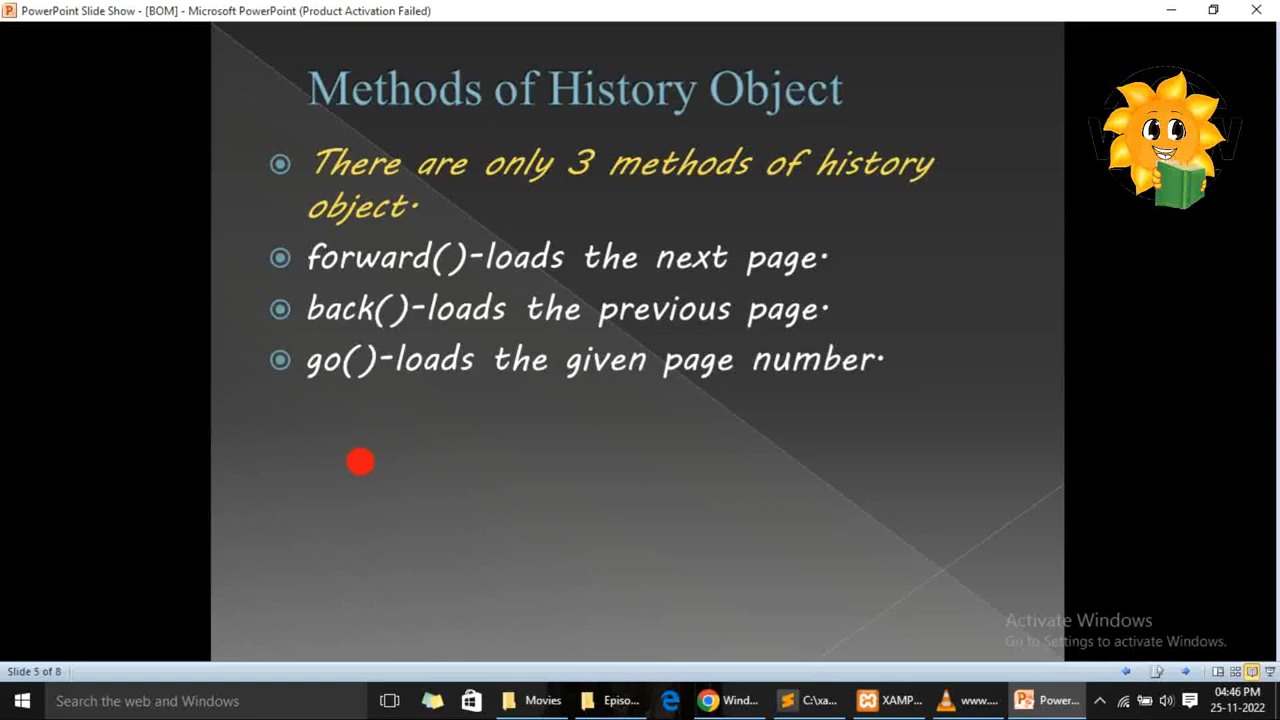 PowerPoint Slide Show - [BOM] - Microsoft PowerPoint (Product Activation Failed)
Methods of History Object
There are only 3 methods of history
object.
forward()-loads the next page.
back()-loads the previous page.
go()-loads the given page number.
Activate Windows
Go to Settings to activate Windows.
Slide 5 of 8
Search the web and Windows
Movies
Episo...
Wind...
C:\xa...
XAMP...
www....
Power...
04:46 PM
25-11-2022